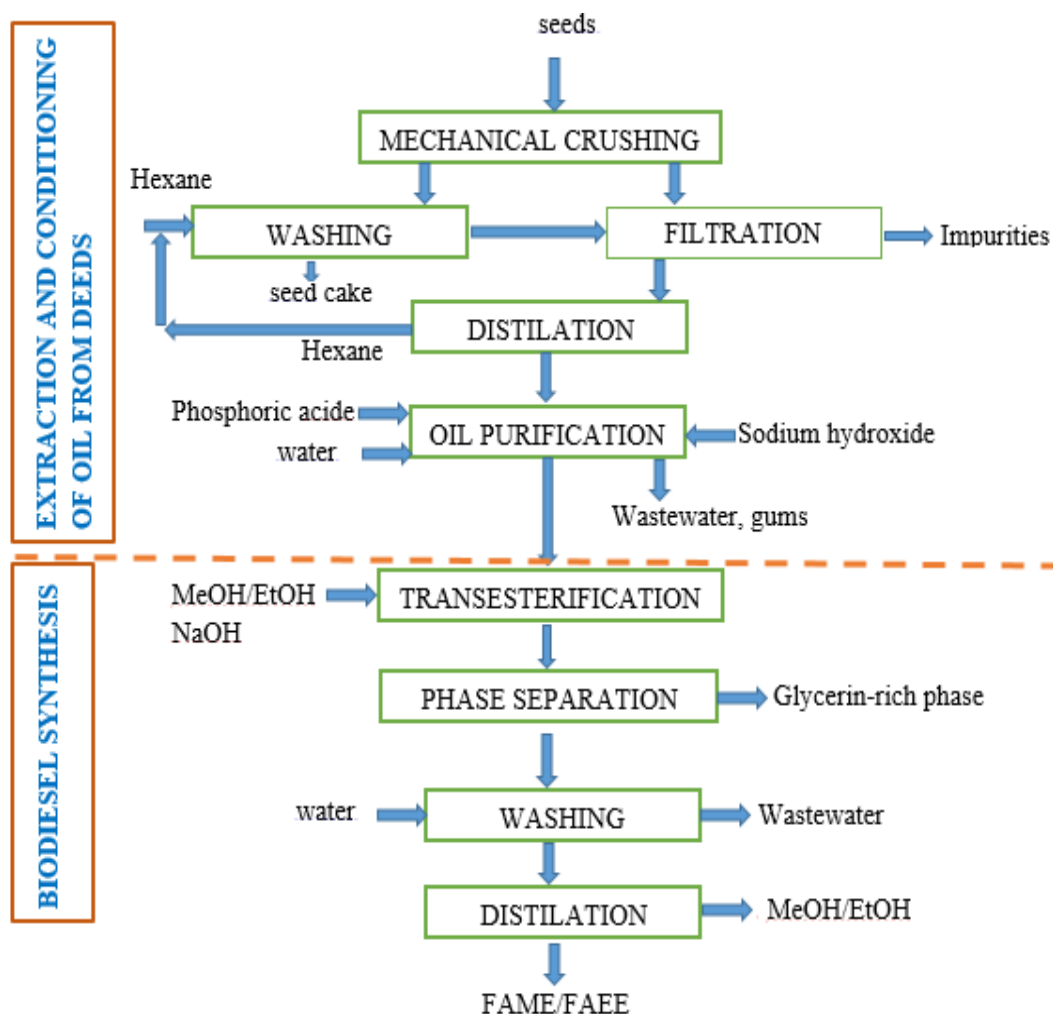 EXTRACTION AND CONDITIONING
OF OIL FROM DEEDS
seeds
MECHANICAL CRUSHING
Hexane
WASHING
FILTRATION
Impurities
seed cake
DISTILATION
Hexane
Phosphoric acide
OIL PURIFICATION
Sodium hydroxide
water
Wastewater, gums
BIODIESEL SYNTHESIS
MeOH/EtOH
NaOH
TRANSESTERIFICATION
PHASE SEPARATION
Glycerin-rich phase
water
WASHING
Wastewater
DISTILATION
MeOH/EtOH
FAME/FAEE